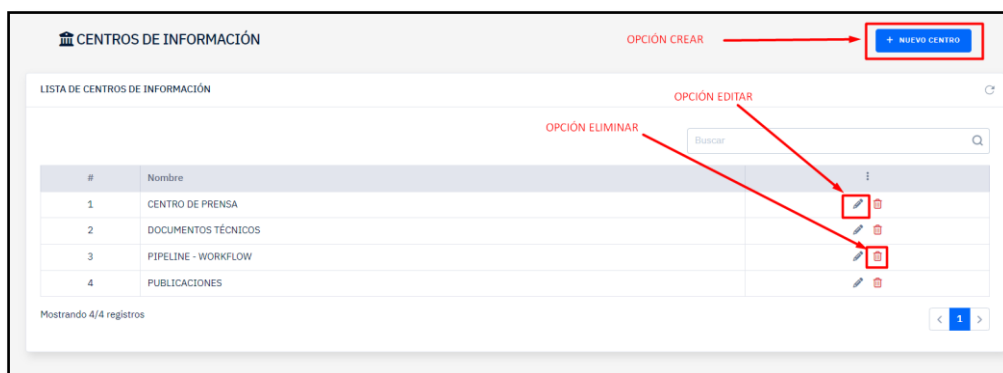 CENTROS DE INFORMACIÓN
OPCIÓN CREAR
+ NUEVO CENTRO
LISTA DE CENTROS DE INFORMACIÓN
OPCIÓN EDITAR
OPCIÓN ELIMINAR
Buscar
# Nombre
1 CENTRO DE PRENSA
2 DOCUMENTOS TÉCNICOS
3 PIPELINE - WORKFLOW
4 PUBLICACIONES
Mostrando 4/4 registros
< 1 >